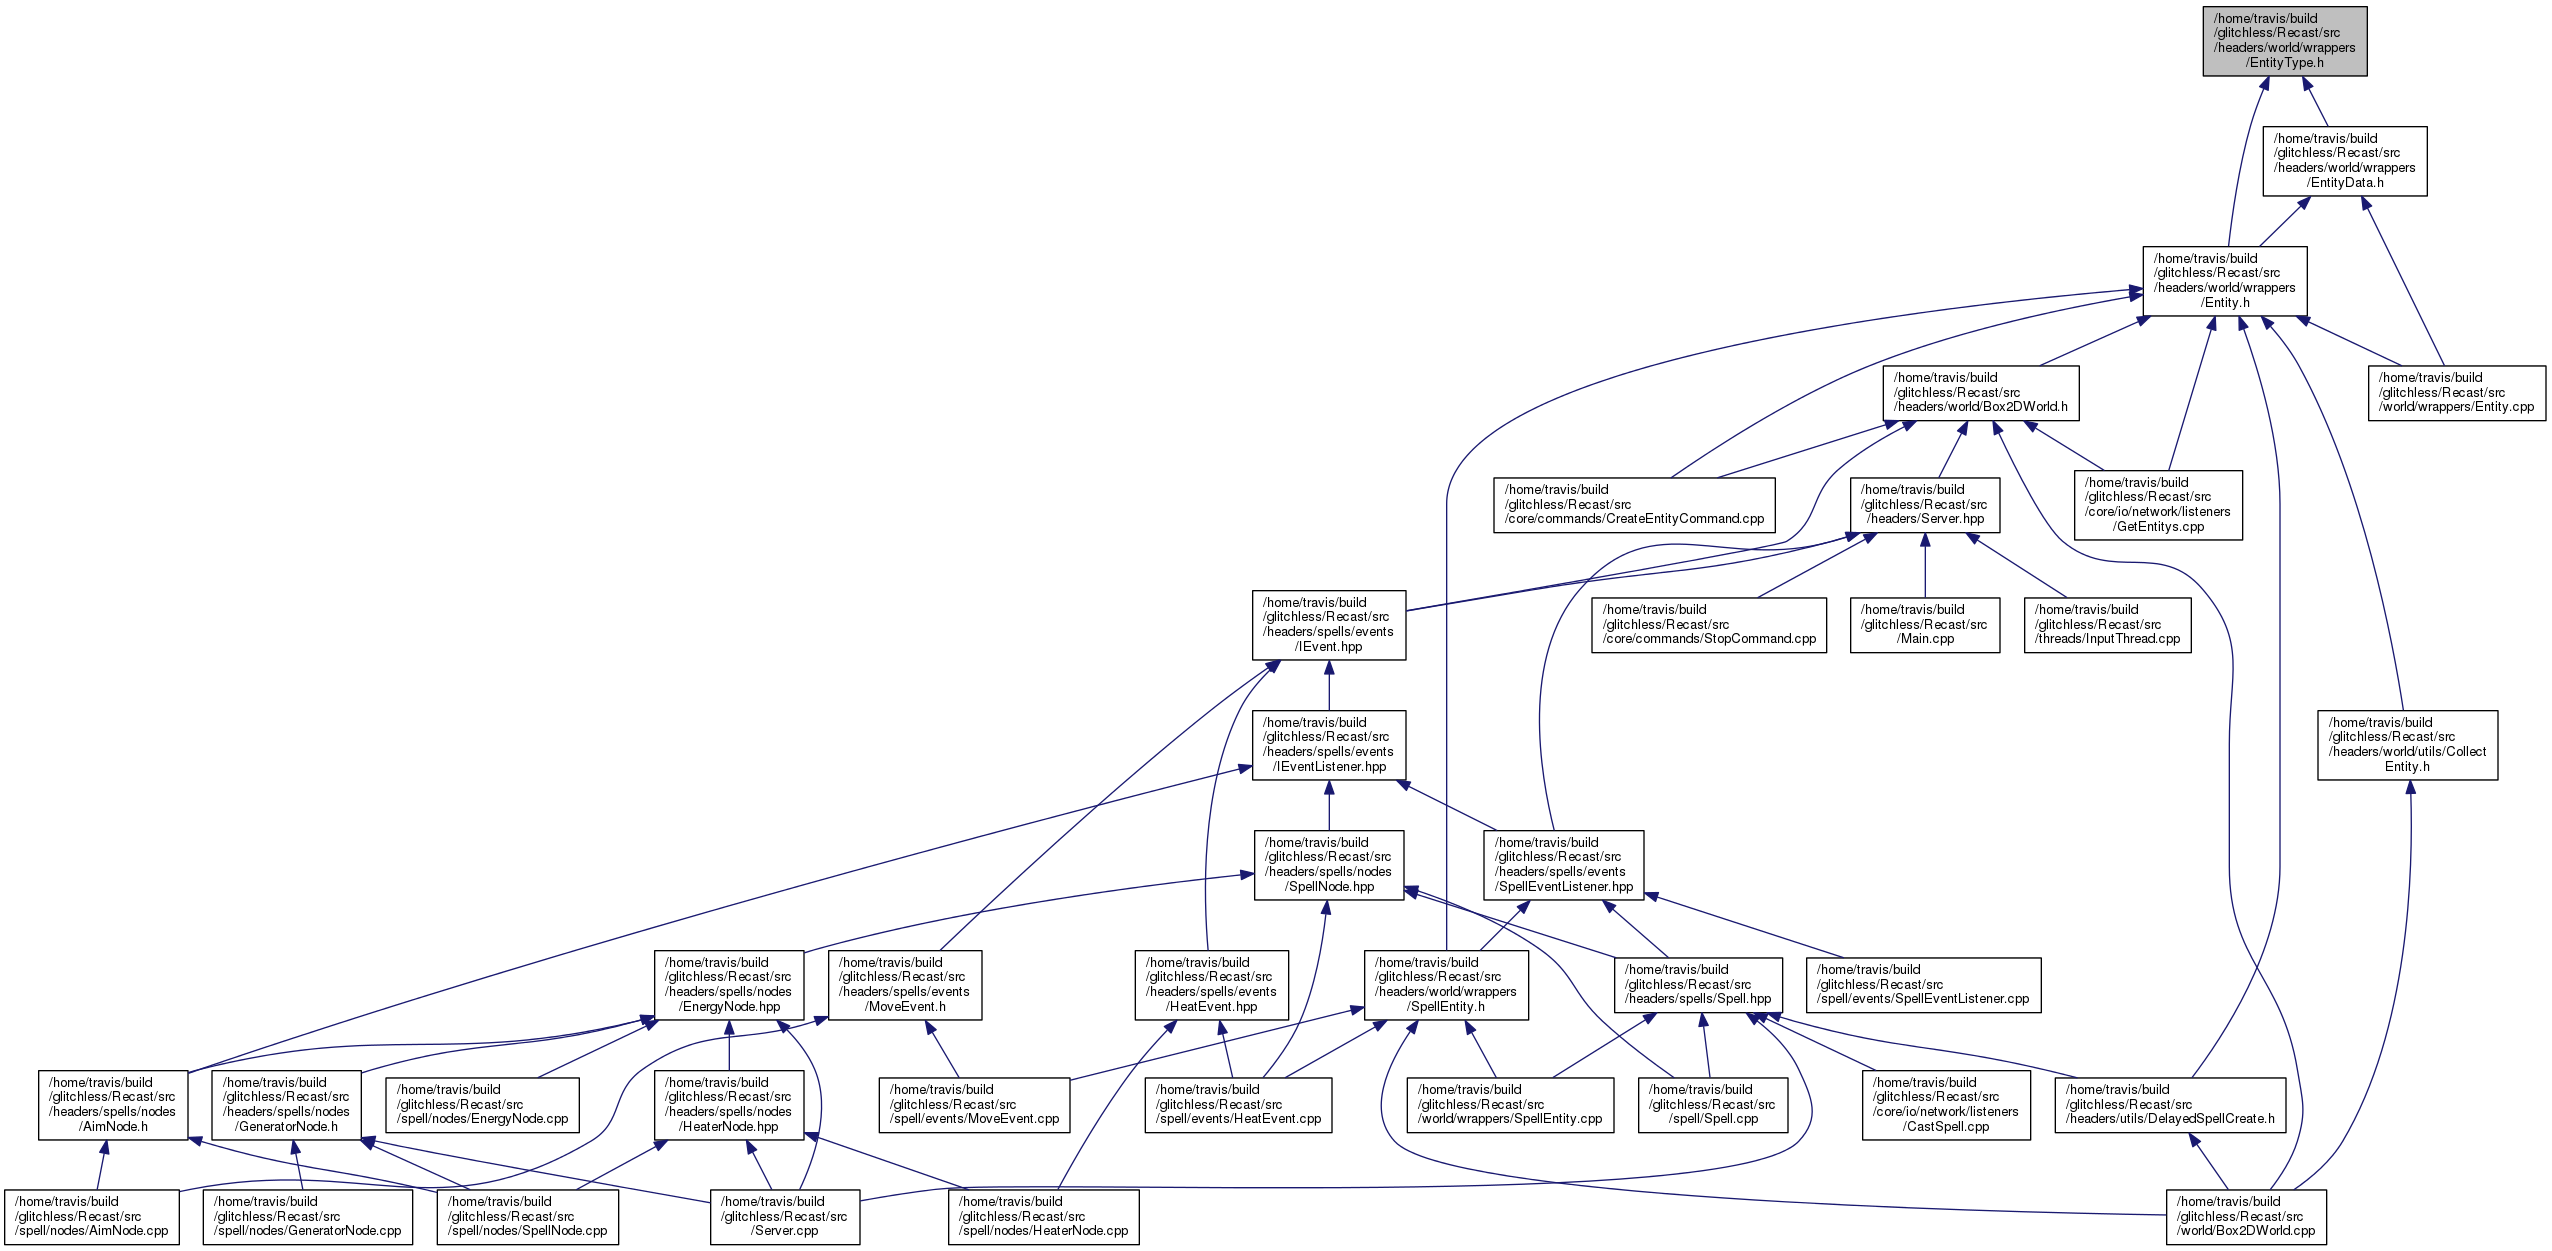 /home/travis/build
/glitchless/Recast/src
/headers/world/wrappers
/EntityType.h
/home/travis/build
/glitchless/Recast/src
/headers/world/wrappers
/EntityData.h
/home/travis/build
/glitchless/Recast/src
/headers/world/wrappers
/Entity.h
/home/travis/build
/glitchless/Recast/src
/headers/world/Box2DWorld.h
/home/travis/build
/glitchless/Recast/src
/world/wrappers/Entity.cpp
/home/travis/build
/glitchless/Recast/src
/core/commands/CreateEntityCommand.cpp
/home/travis/build
/glitchless/Recast/src
/headers/Server.hpp
/home/travis/build
/glitchless/Recast/src
/core/io/network/listeners
/GetEntitys.cpp
/home/travis/build
/glitchless/Recast/src
/headers/spells/events
/IEvent.hpp
/home/travis/build
/glitchless/Recast/src
/core/commands/StopCommand.cpp
/home/travis/build
/glitchless/Recast/src
/Main.cpp
/home/travis/build
/glitchless/Recast/src
/threads/InputThread.cpp
/home/travis/build
/glitchless/Recast/src
/headers/spells/events
/IEventListener.hpp
/home/travis/build
/glitchless/Recast/src
/headers/world/utils/Collect
Entity.h
/home/travis/build
/glitchless/Recast/src
/headers/spells/nodes
/SpellNode.hpp
/home/travis/build
/glitchless/Recast/src
/headers/spells/events
/SpellEventListener.hpp
/home/travis/build
/glitchless/Recast/src
/headers/spells/nodes
/EnergyNode.hpp
/home/travis/build
/glitchless/Recast/src
/headers/spells/events
/MoveEvent.h
/home/travis/build
/glitchless/Recast/src
/headers/spells/events
/HeatEvent.hpp
/home/travis/build
/glitchless/Recast/src
/headers/world/wrappers
/SpellEntity.h
/home/travis/build
/glitchless/Recast/src
/headers/spells/Spell.hpp
/home/travis/build
/glitchless/Recast/src
/spell/events/SpellEventListener.cpp
/home/travis/build
/glitchless/Recast/src
/headers/spells/nodes
/AimNode.h
/home/travis/build
/glitchless/Recast/src
/headers/spells/nodes
/GeneratorNode.h
/home/travis/build
/glitchless/Recast/src
/spell/nodes/EnergyNode.cpp
/home/travis/build
/glitchless/Recast/src
/headers/spells/nodes
/HeaterNode.hpp
/home/travis/build
/glitchless/Recast/src
/spell/events/MoveEvent.cpp
/home/travis/build
/glitchless/Recast/src
/spell/events/HeatEvent.cpp
/home/travis/build
/glitchless/Recast/src
/world/wrappers/SpellEntity.cpp
/home/travis/build
/glitchless/Recast/src
/spell/Spell.cpp
/home/travis/build
/glitchless/Recast/src
/core/io/network/listeners
/CastSpell.cpp
/home/travis/build
/glitchless/Recast/src
/headers/utils/DelayedSpellCreate.h
/home/travis/build
/glitchless/Recast/src
/spell/nodes/AimNode.cpp
/home/travis/build
/glitchless/Recast/src
/spell/nodes/GeneratorNode.cpp
/home/travis/build
/glitchless/Recast/src
/spell/nodes/SpellNode.cpp
/home/travis/build
/glitchless/Recast/src
/Server.cpp
/home/travis/build
/glitchless/Recast/src
/spell/nodes/HeaterNode.cpp
/home/travis/build
/glitchless/Recast/src
/world/Box2DWorld.cpp